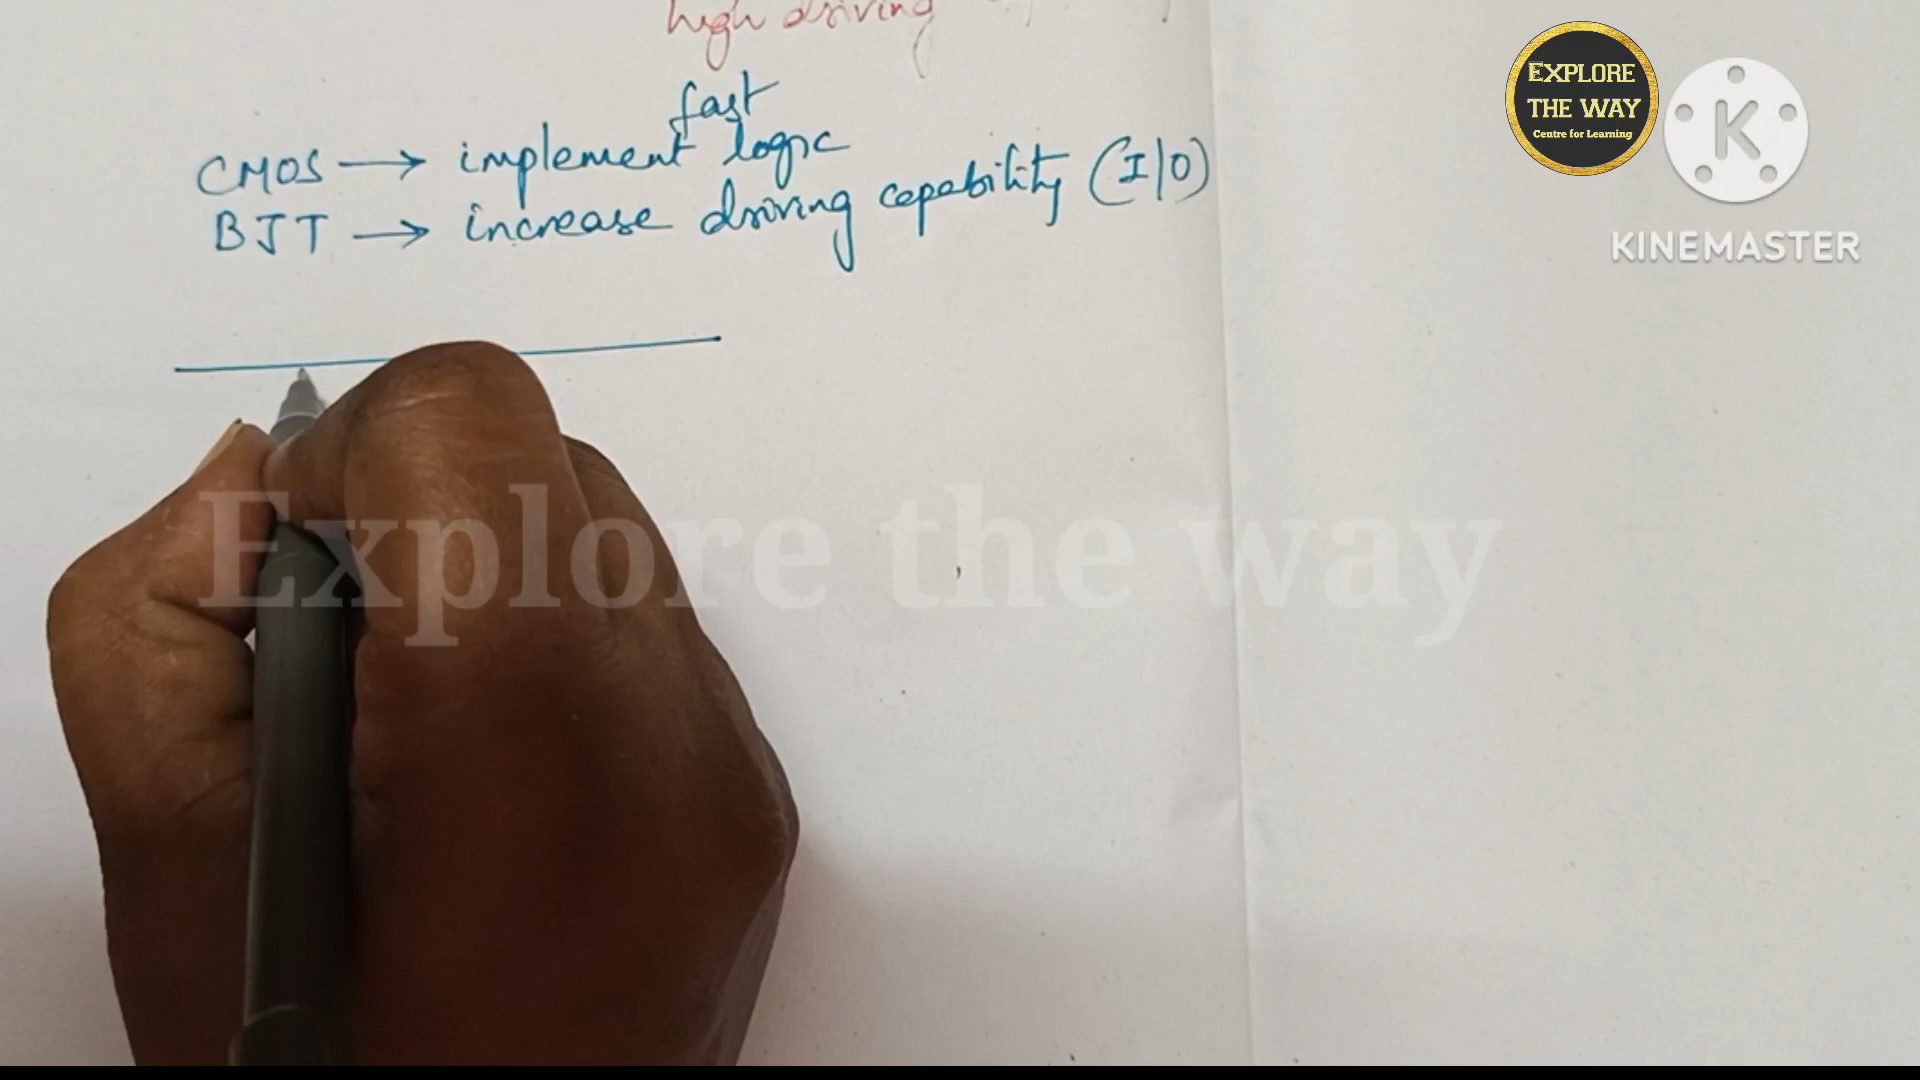 high driving
fast
CMOS → implement logic
BJT → increase driving capability (I/O)
EXPLORE
THE WAY
Centre for Learning
K
KINEMASTER
Explore the way